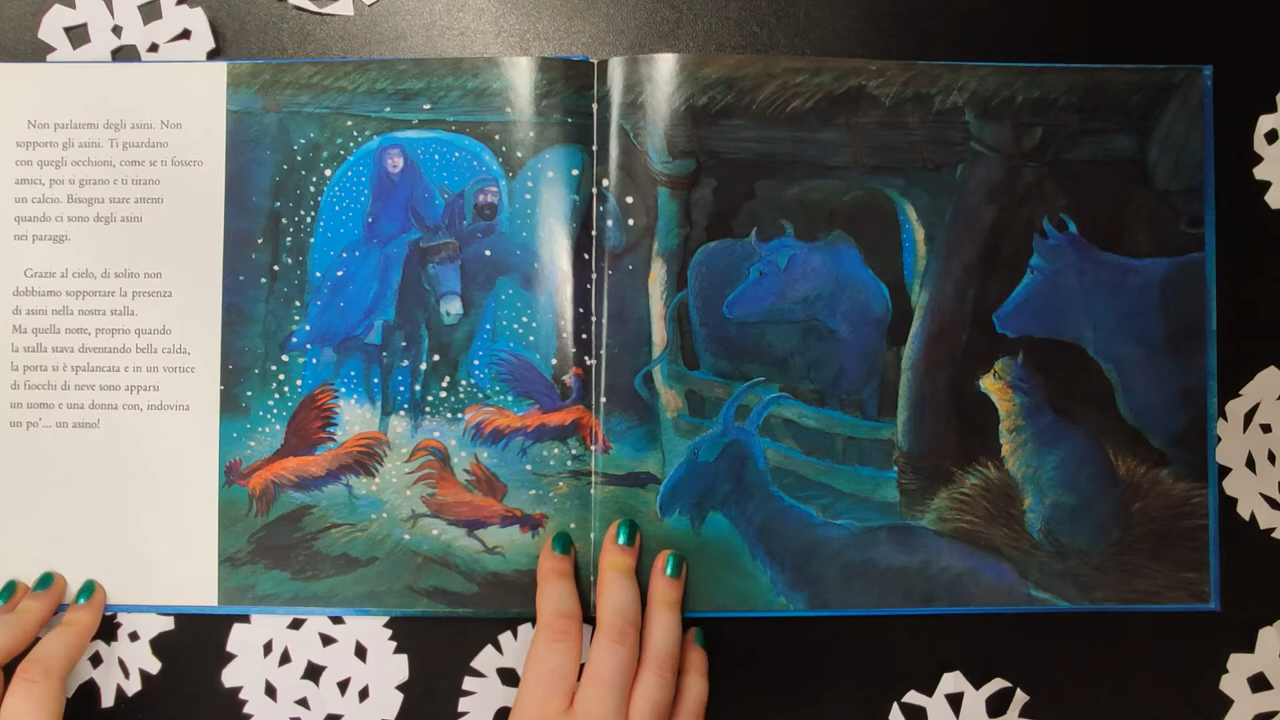 Non parlatemi degli asini. Non
sopporto gli asini. Ti guardano
con quegli occhioni, come se ti fossero
amici, poi si girano e ti tirano
un calcio. Bisogna stare attenti
quando ci sono degli asini
nei paraggi.
Grazie al cielo, di solito non
dobbiamo sopportare la presenza
di asini nella nostra stalla.
Ma quella notte, proprio quando
la stalla stava diventando bella calda,
la porta si è spalancata e in un vortice
di fiocchi di neve sono apparsi
un uomo e una donna con, indovina
un po'... un asino!